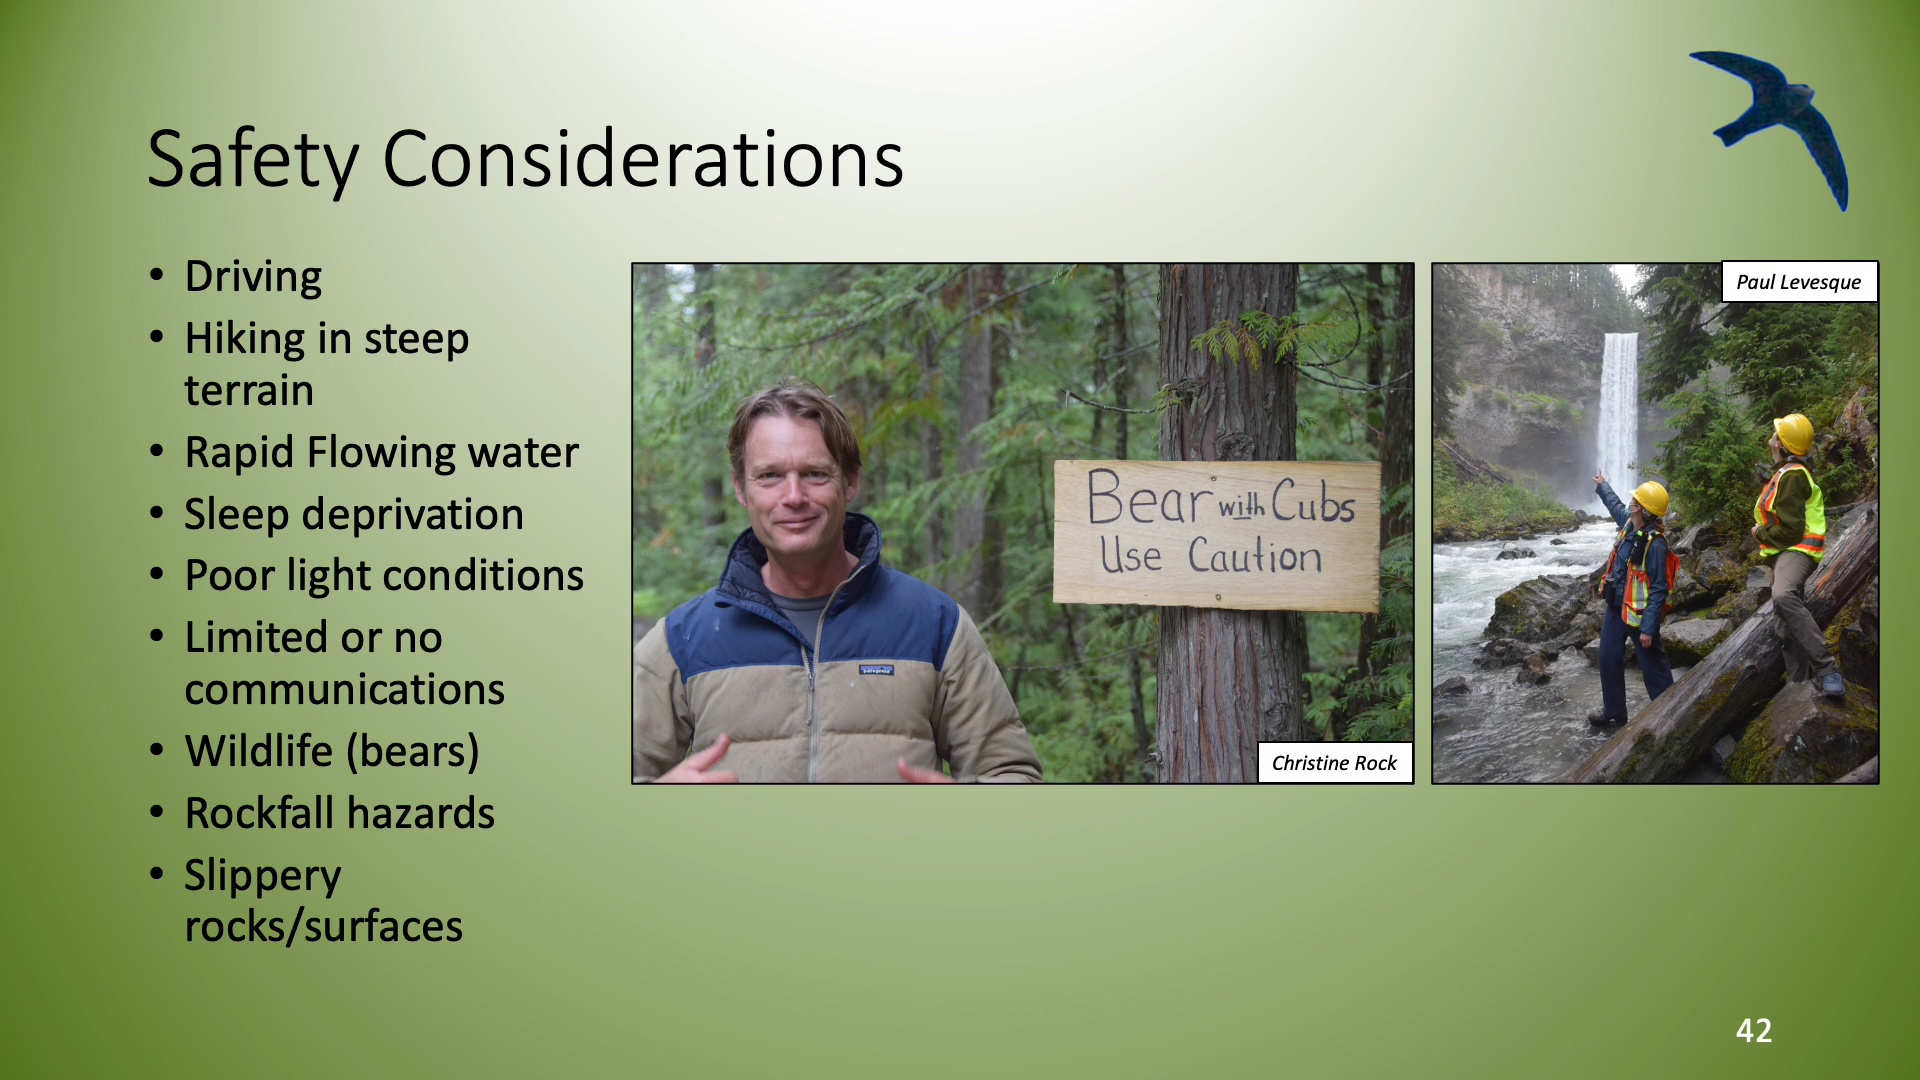 Safety Considerations
• Driving
• Hiking in steep
terrain
• Rapid Flowing water
• Sleep deprivation
• Poor light conditions
• Limited or no
communications
• Wildlife (bears)
• Rockfall hazards
• Slippery
rocks/surfaces
Bear with Cubs
Use Caution
patagonia
Christine Rock
Paul Levesque
42